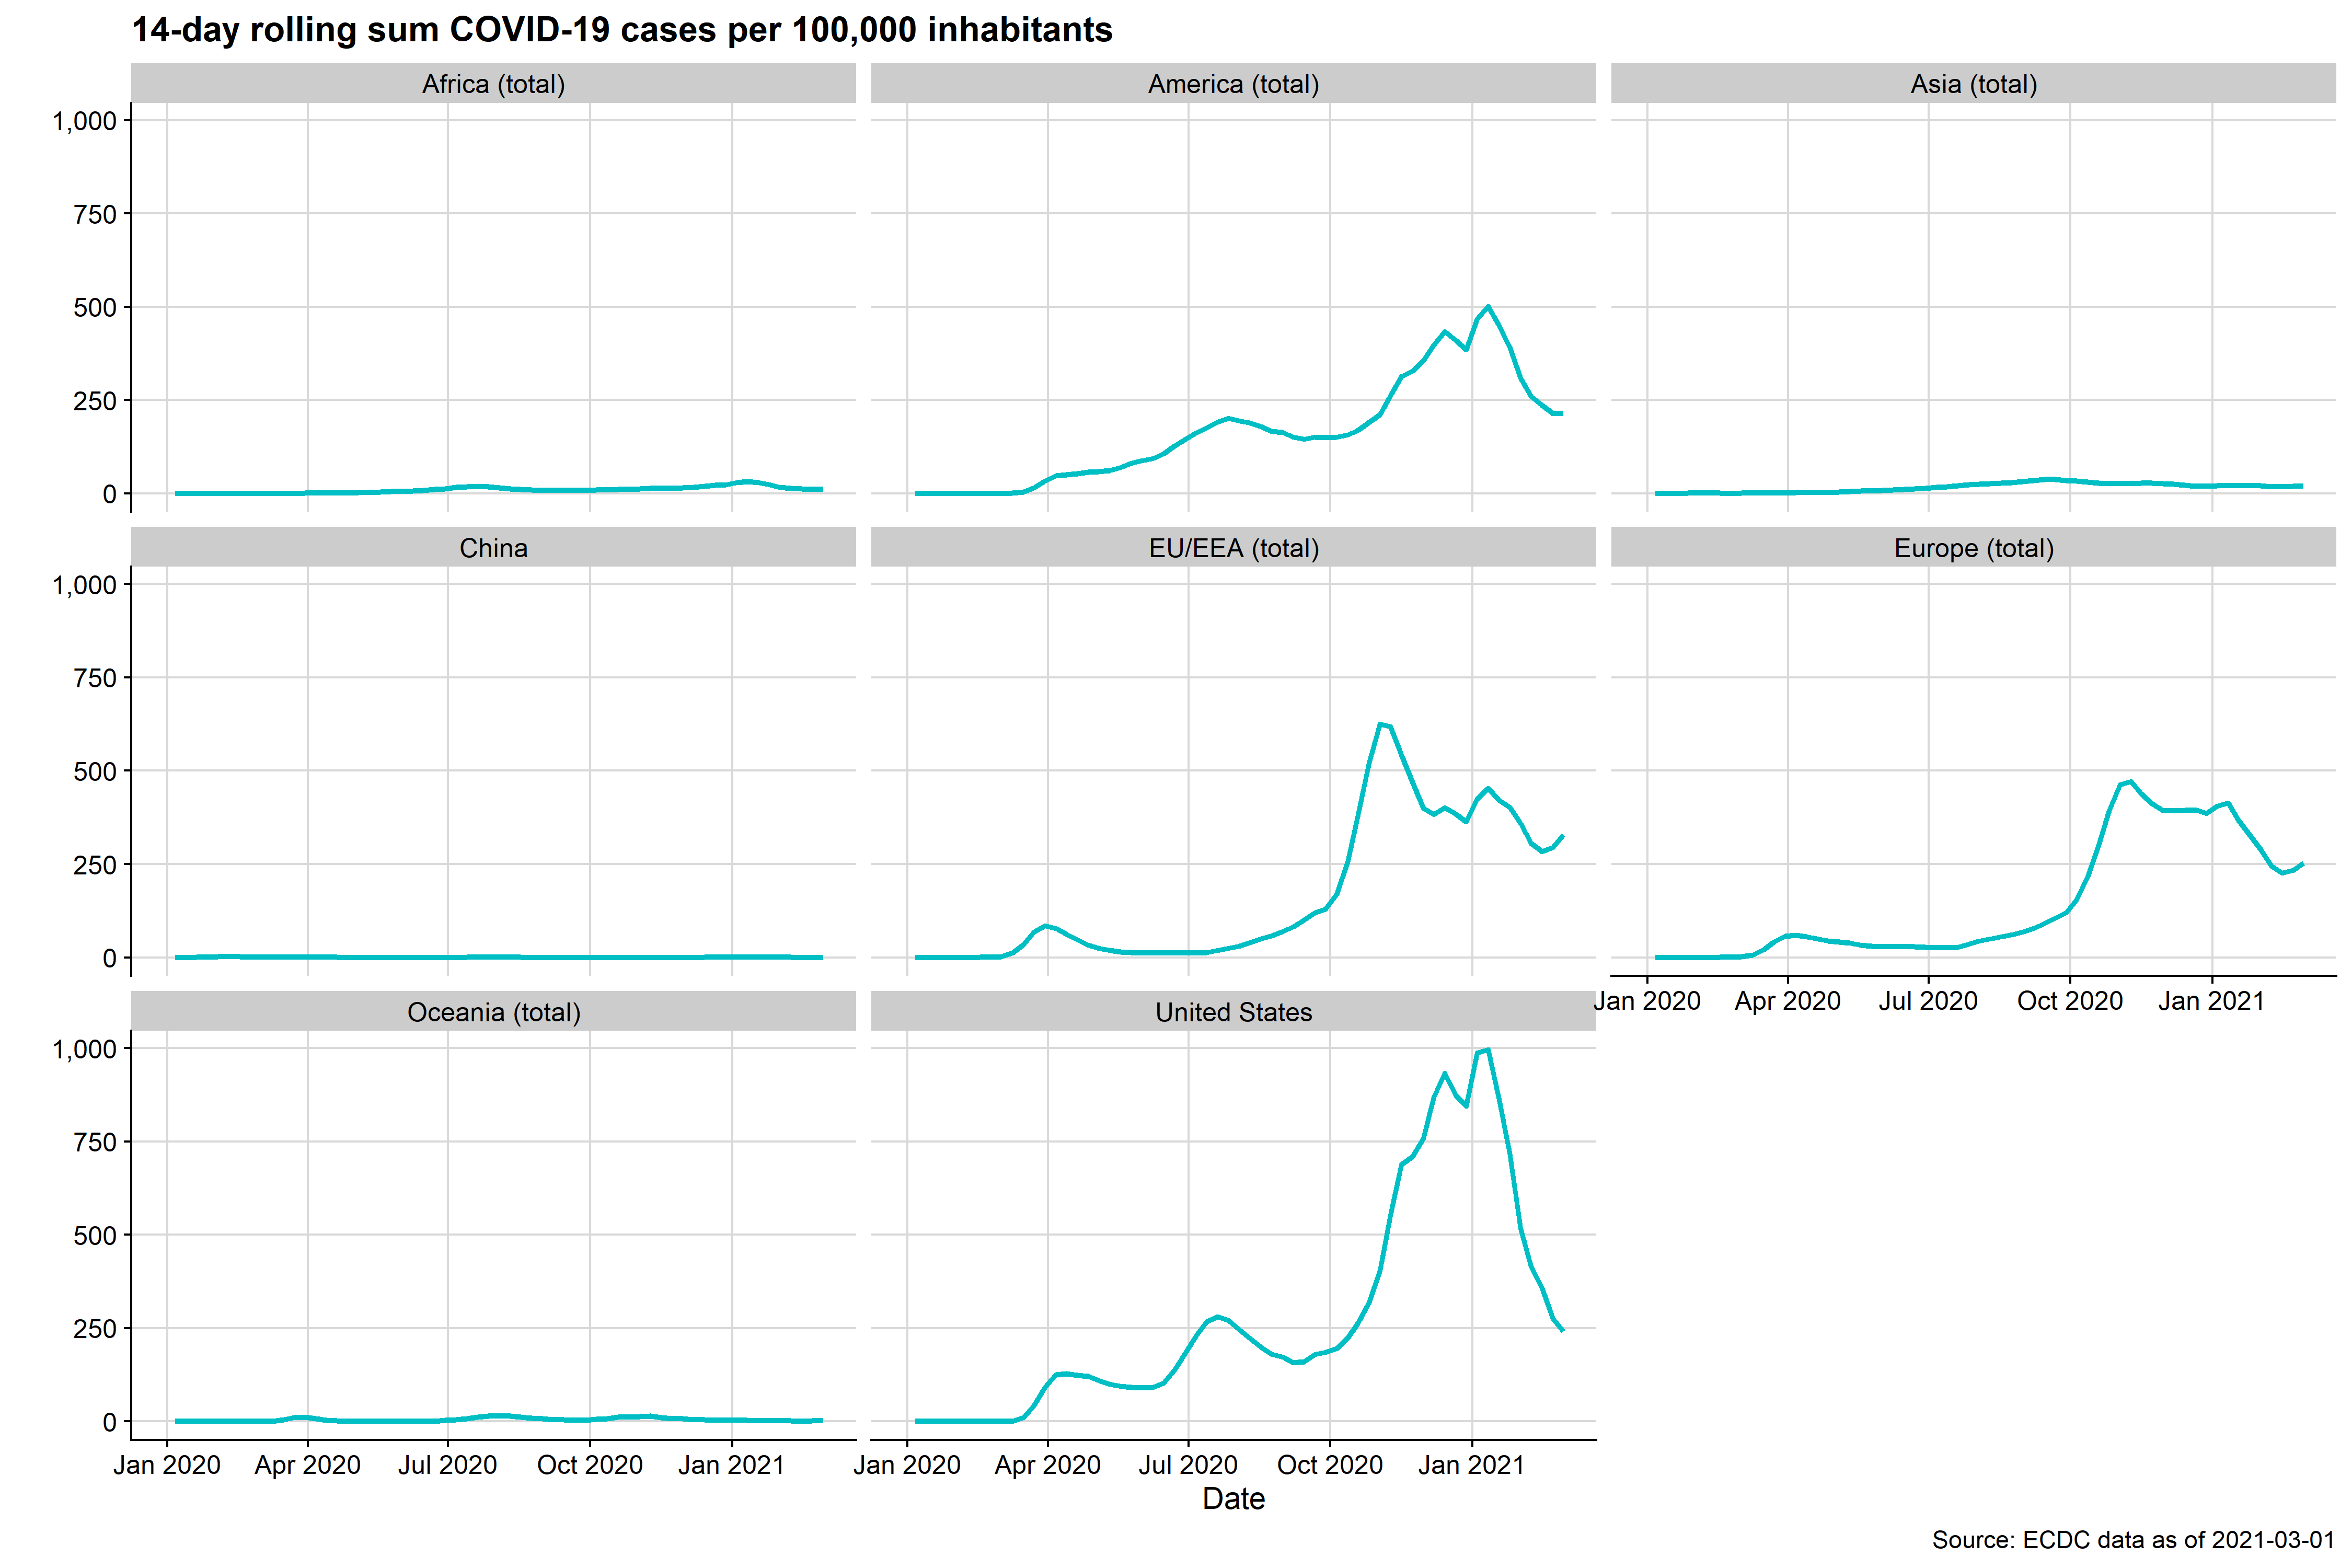 14-day rolling sum COVID-19 cases per 100,000 inhabitants
Africa (total)
America (total)
Asia (total)
1,000
750
500
250
0
China
EU/EEA (total)
Europe (total)
1,000
750
500
250
0
Jan 2020 Apr 2020 Jul 2020 Oct 2020 Jan 2021
Oceania (total)
United States
1,000
750
500
250
0
Jan 2020 Apr 2020 Jul 2020 Oct 2020 Jan 2021
Jan 2020 Apr 2020 Jul 2020 Oct 2020 Jan 2021
Date
Source: ECDC data as of 2021-03-01